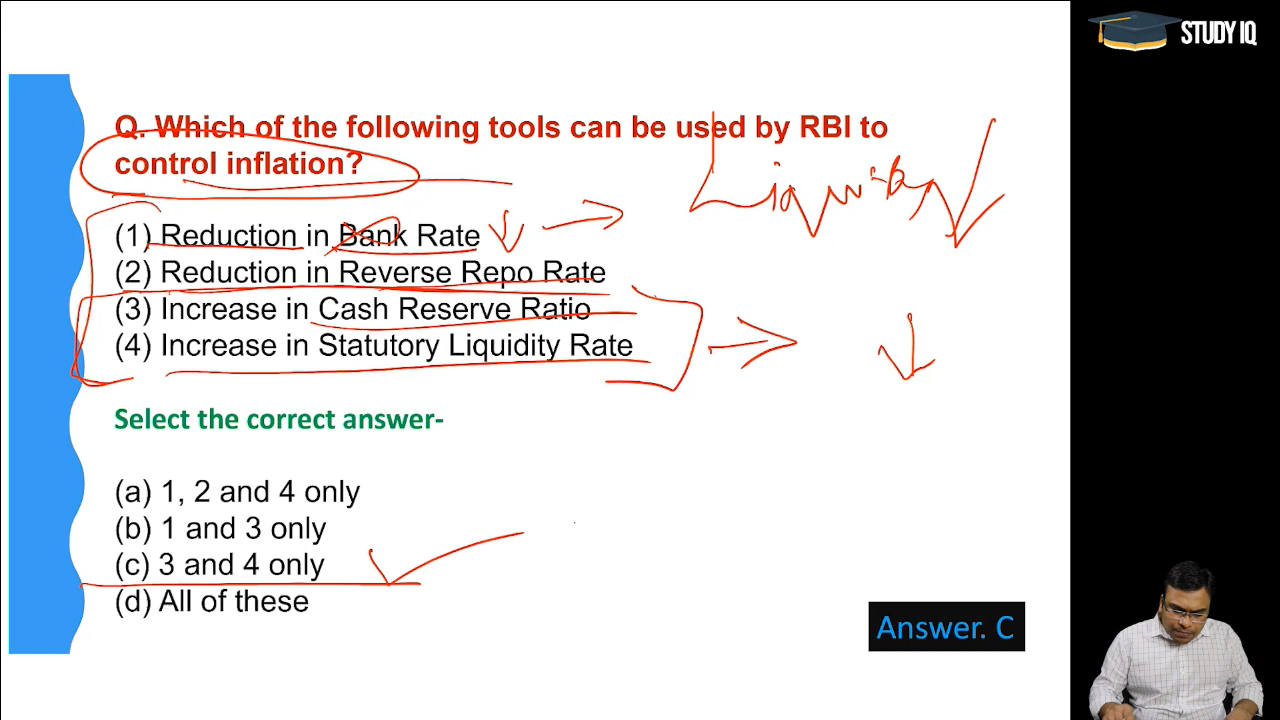 STUDY IQ
Q. Which of the following tools can be used by RBI to
control inflation?
Liquidity
(1) Reduction in Bank Rate
(2) Reduction in Reverse Repo Rate
(3) Increase in Cash Reserve Ratio
(4) Increase in Statutory Liquidity Rate
Select the correct answer-
(a) 1, 2 and 4 only
(b) 1 and 3 only
(c) 3 and 4 only
(d) All of these
Answer. C